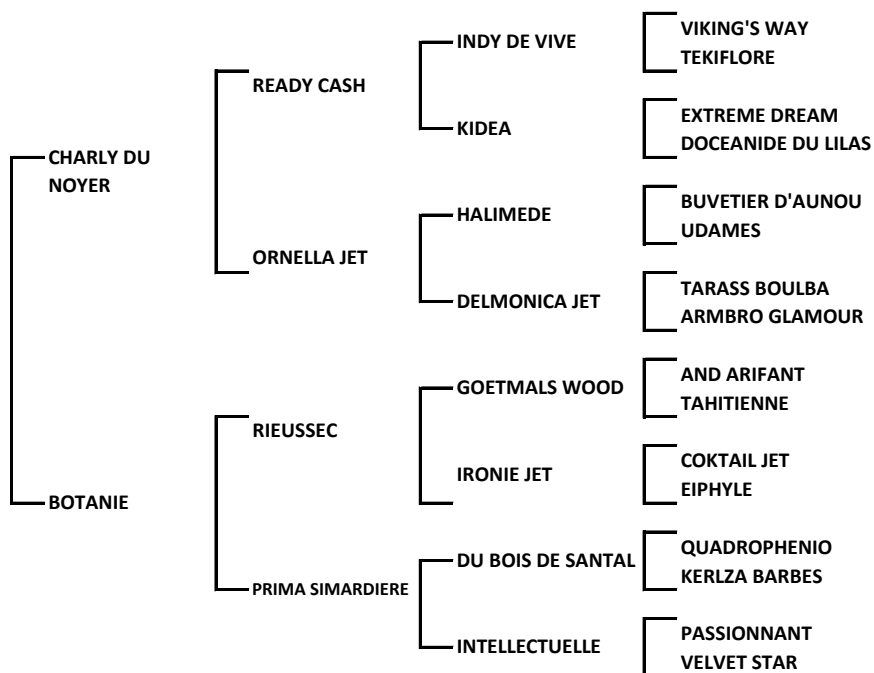 VIKING'S WAY
INDY DE VIVE
TEKIFLORE
READY CASH
EXTREME DREAM
KIDEA
DOCEANIDE DU LILAS
CHARLY DU
NOYER
BUVETIER D'AUNOU
HALIMEDE
UDAMES
ORNELLA JET
TARASS BOULBA
DELMONICA JET
ARMBRO GLAMOUR
AND ARIFANT
GOETMALS WOOD
TAHITIENNE
RIEUSSEC
COKTAIL JET
IRONIE JET
EIPHYLE
BOTANIE
QUADROPHENIO
DU BOIS DE SANTAL
KERLZA BARBES
PRIMA SIMARDIERE
PASSIONNANT
INTELLECTUELLE
VELVET STAR